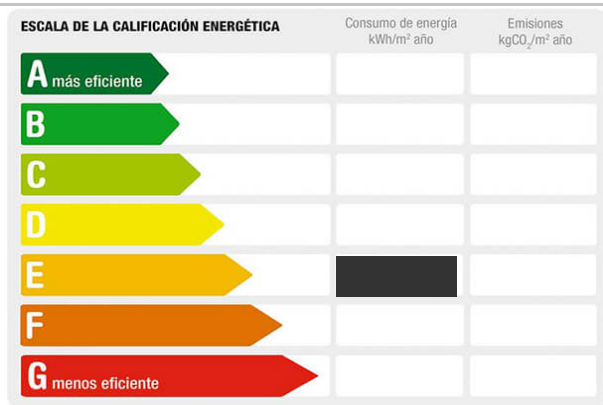 ESCALA DE LA CALIFICACIÓN ENERGÉTICA
Consumo de energía
kWh/m² año
Emisiones
kgCO₂/m² año
A más eficiente
B
C
D
E
F
G menos eficiente